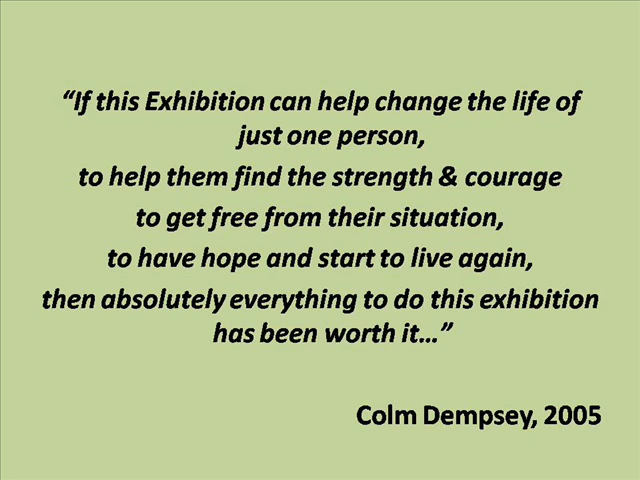 “If this Exhibition can help change the life of
just one person,
to help them find the strength & courage
to get free from their situation,
to have hope and start to live again,
then absolutely everything to do this exhibition
has been worth it...”
Colm Dempsey, 2005